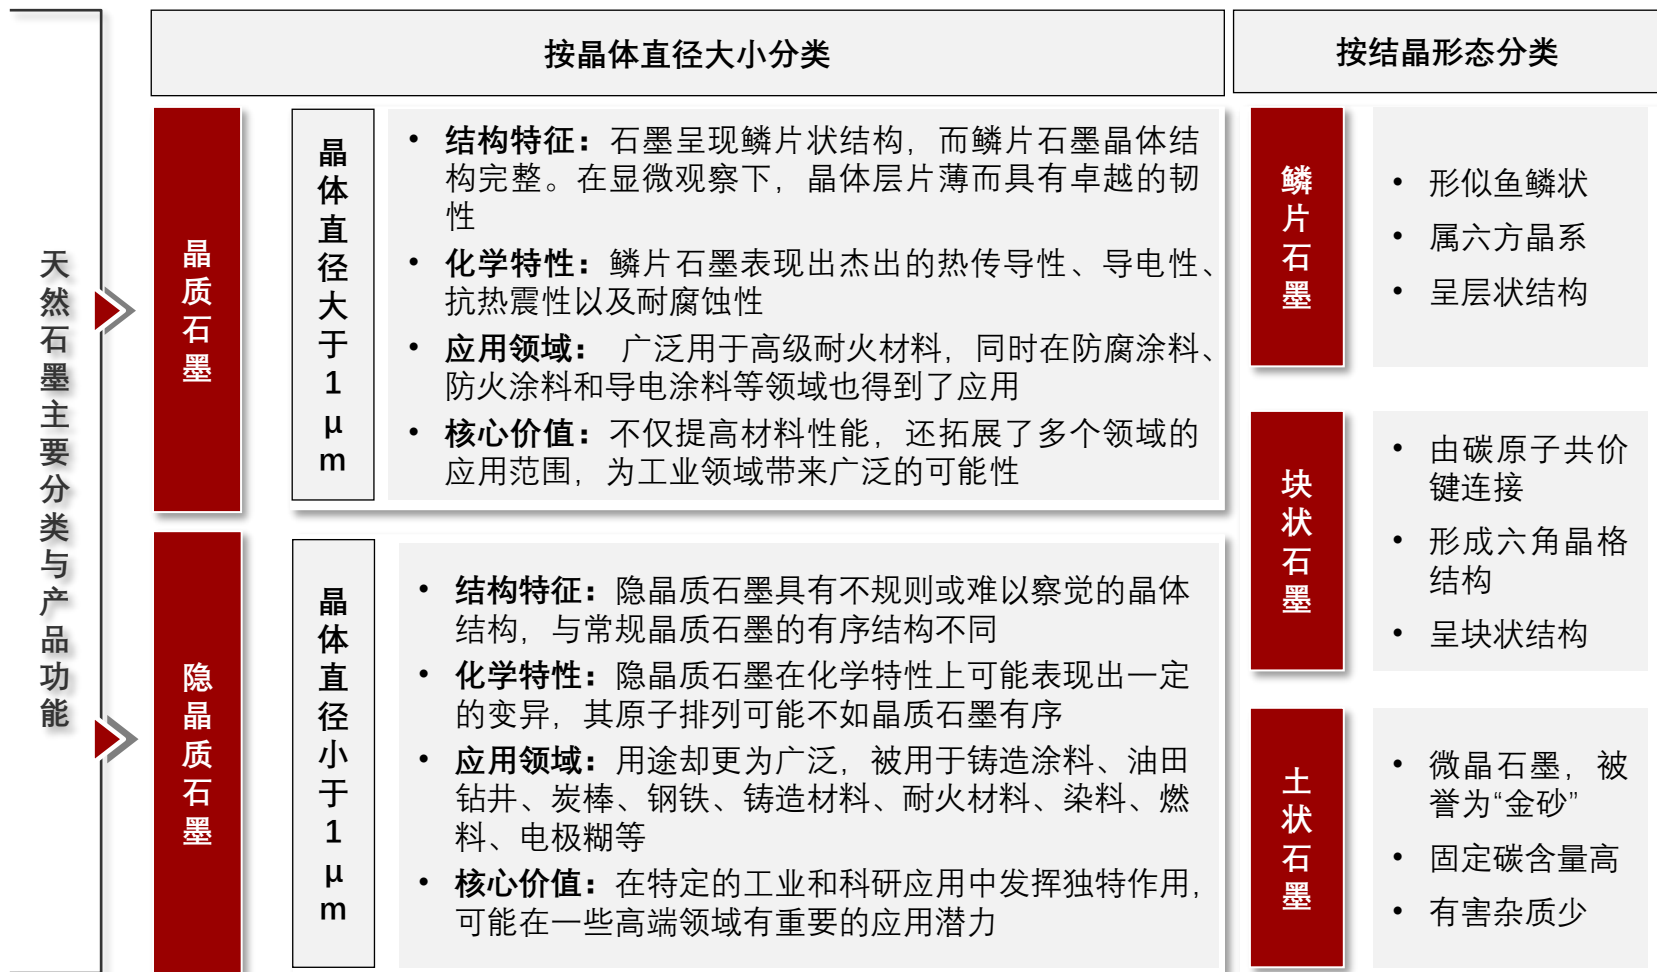 天然石墨主要分类与产品功能
按晶体直径大小分类
晶质石墨
晶体直径大于1μm
• 结构特征：石墨呈现鳞片状结构，而鳞片石墨晶体结
构完整。在显微观察下，晶体层片薄而具有卓越的韧
性
• 化学特性：鳞片石墨表现出杰出的热传导性、导电性、
抗热震性以及耐腐蚀性
• 应用领域： 广泛用于高级耐火材料，同时在防腐涂料、
防火涂料和导电涂料等领域也得到了应用
• 核心价值：不仅提高材料性能，还拓展了多个领域的
应用范围，为工业领域带来广泛的可能性
隐晶质石墨
晶体直径小于1μm
• 结构特征：隐晶质石墨具有不规则或难以察觉的晶体
结构，与常规晶质石墨的有序结构不同
• 化学特性：隐晶质石墨在化学特性上可能表现出一定
的变异，其原子排列可能不如晶质石墨有序
• 应用领域：用途却更为广泛，被用于铸造涂料、油田
钻井、炭棒、钢铁、铸造材料、耐火材料、染料、燃
料、电极糊等
• 核心价值：在特定的工业和科研应用中发挥独特作用，
可能在一些高端领域有重要的应用潜力
按结晶形态分类
鳞片石墨
• 形似鱼鳞状
• 属六方晶系
• 呈层状结构
块状石墨
• 由碳原子共价
键连接
• 形成六角晶格
结构
• 呈块状结构
土状石墨
• 微晶石墨，被
誉为“金砂”
• 固定碳含量高
• 有害杂质少